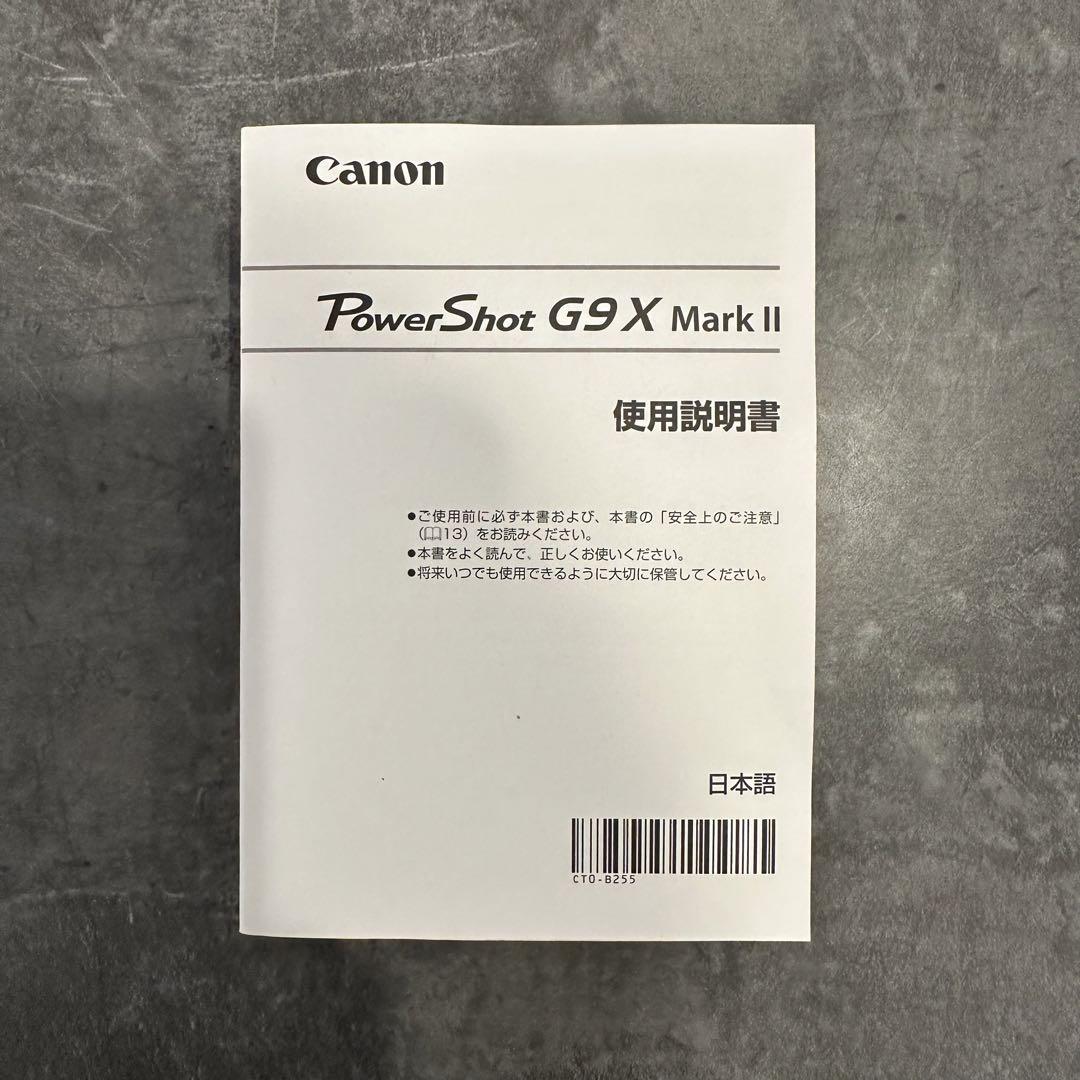 Canon
PowerShot G9 X Mark II
使用説明書
●ご使用前に必ず本書および、本書の「安全上のご注意」
（📖13）をお読みください。
●本書をよく読んで、正しくお使いください。
●将来いつでも使用できるように大切に保管してください。
日本語
CT0-B255